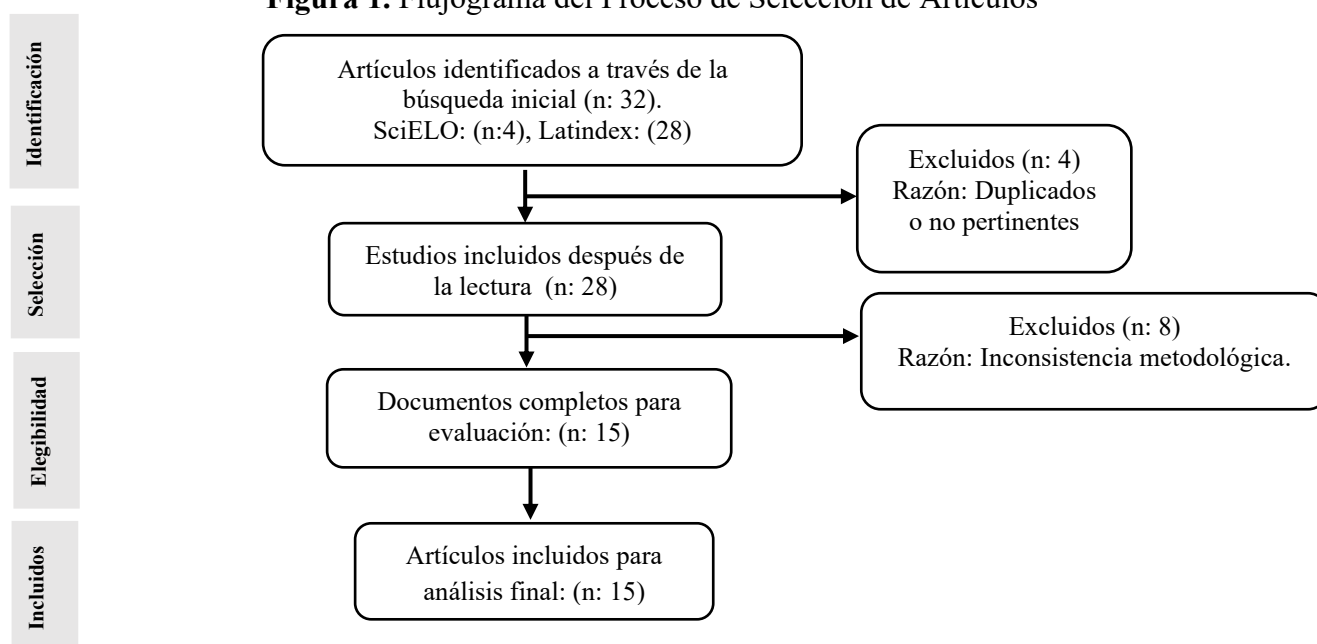 Figura 1. Flujograma del Proceso de Selección de Artículos
Identificación
Artículos identificados a través de la
búsqueda inicial (n: 32).
SciELO: (n:4), Latindex: (28)
Excluidos (n: 4)
Razón: Duplicados
o no pertinentes
Selección
Estudios incluidos después de
la lectura (n: 28)
Excluidos (n: 8)
Razón: Inconsistencia metodológica.
Elegibilidad
Documentos completos para
evaluación: (n: 15)
Incluidos
Artículos incluidos para
análisis final: (n: 15)